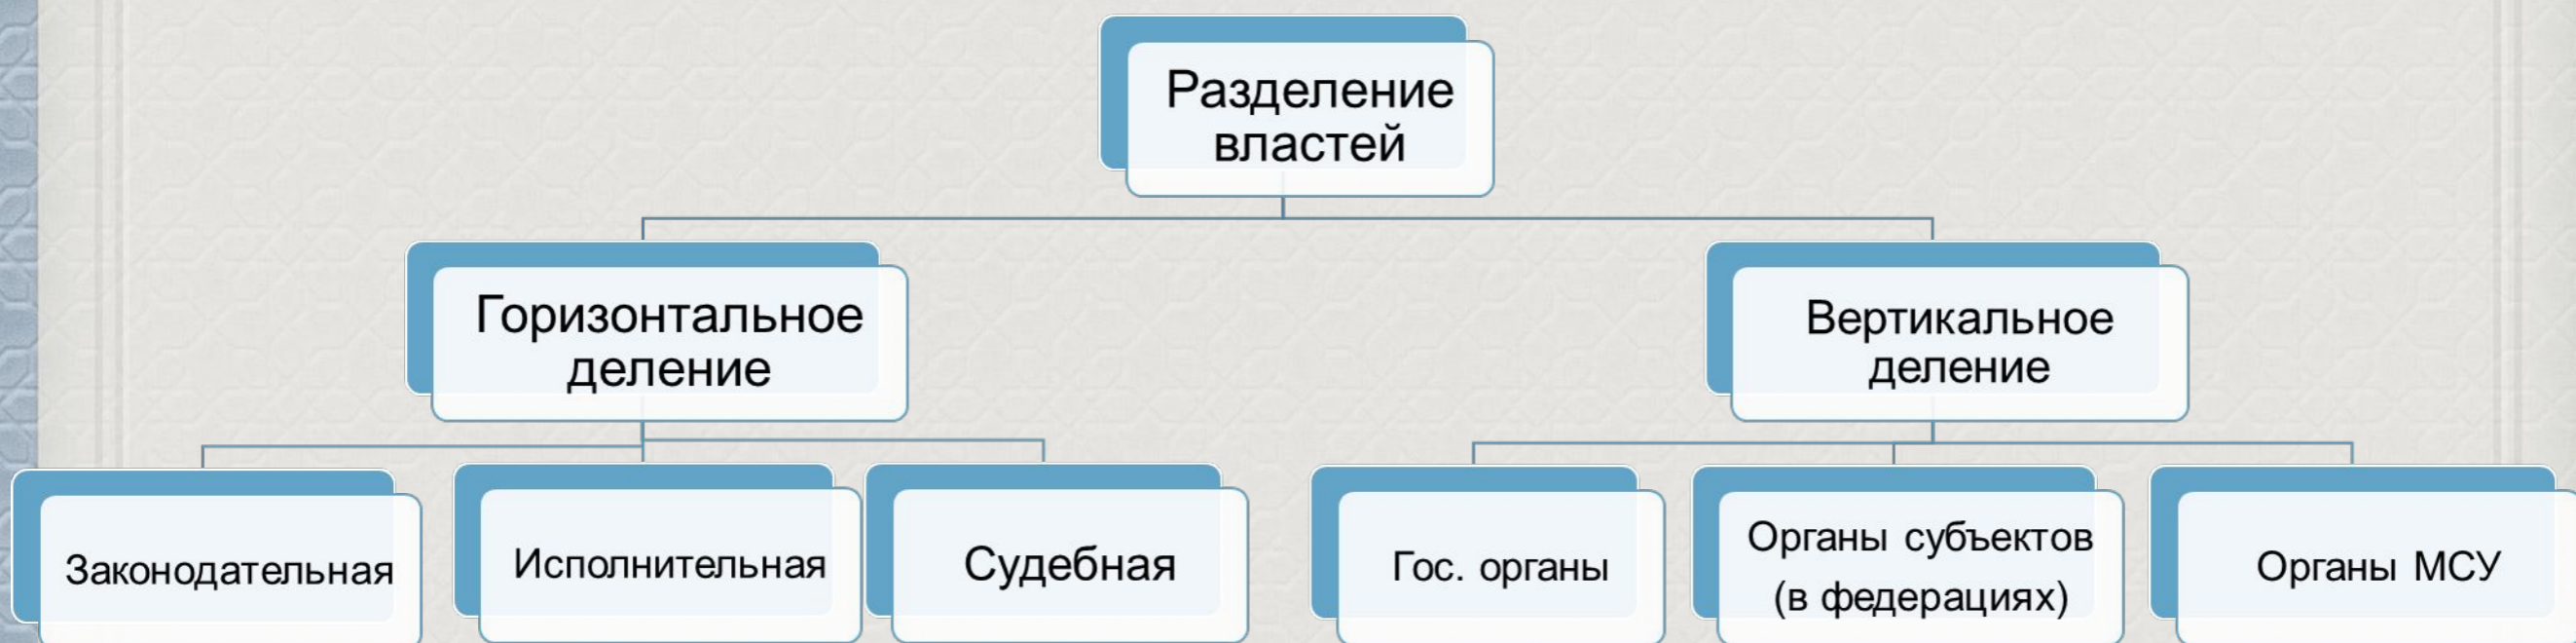 Разделение
властей
Горизонтальное
деление
Вертикальное
деление
Законодательная
Исполнительная
Судебная
Гос. органы
Органы субъектов
(в федерациях)
Органы МСУ